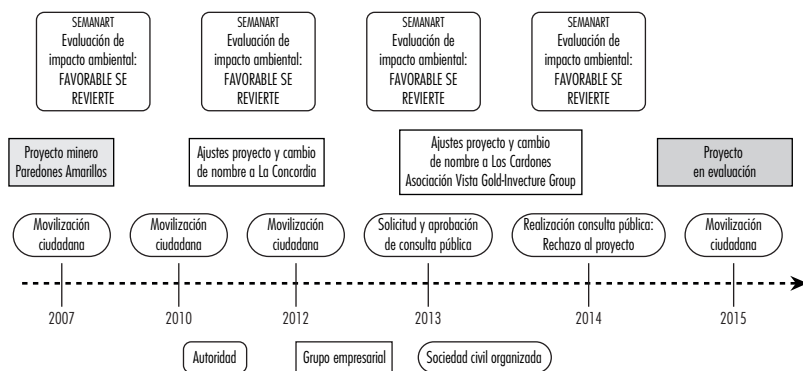 SEMANART
Evaluación de
impacto ambiental:
FAVORABLE SE
REVIERTE
SEMANART
Evaluación de
impacto ambiental:
FAVORABLE SE
REVIERTE
SEMANART
Evaluación de
impacto ambiental:
FAVORABLE SE
REVIERTE
SEMANART
Evaluación de
impacto ambiental:
FAVORABLE SE
REVIERTE
Proyecto minero
Paredones Amarillos
Ajustes proyecto y cambio
de nombre a La Concordia
Ajustes proyecto y cambio
de nombre a Los Cardones
Asociación Vista Gold-Invecture Group
Proyecto
en evaluación
Movilización
ciudadana
Movilización
ciudadana
Movilización
ciudadana
Solicitud y aprobación
de consulta pública
Realización consulta pública:
Rechazo al proyecto
Movilización
ciudadana
2007
2010
2012
2013
2014
2015
Autoridad
Grupo empresarial
Sociedad civil organizada